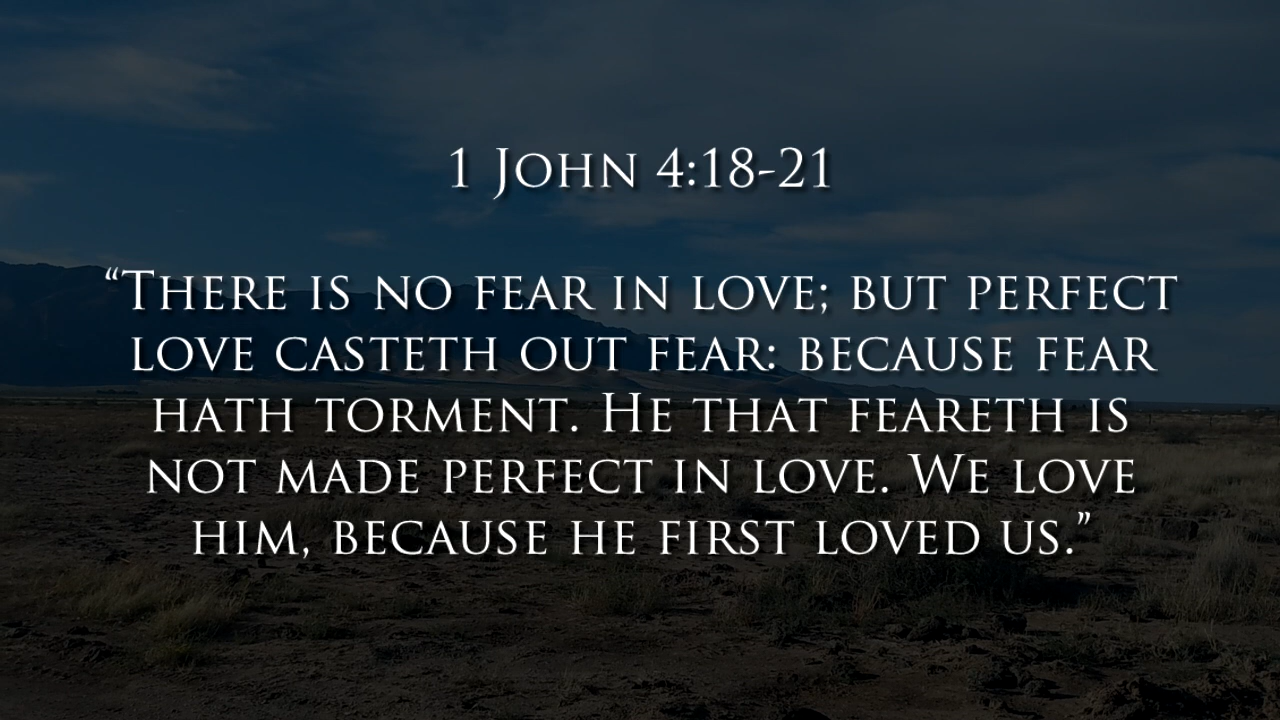 1 John 4:18-21
“There is no fear in love; but perfect
love casteth out fear: because fear
hath torment. He that feareth is
not made perfect in love. We love
him, because he first loved us.”